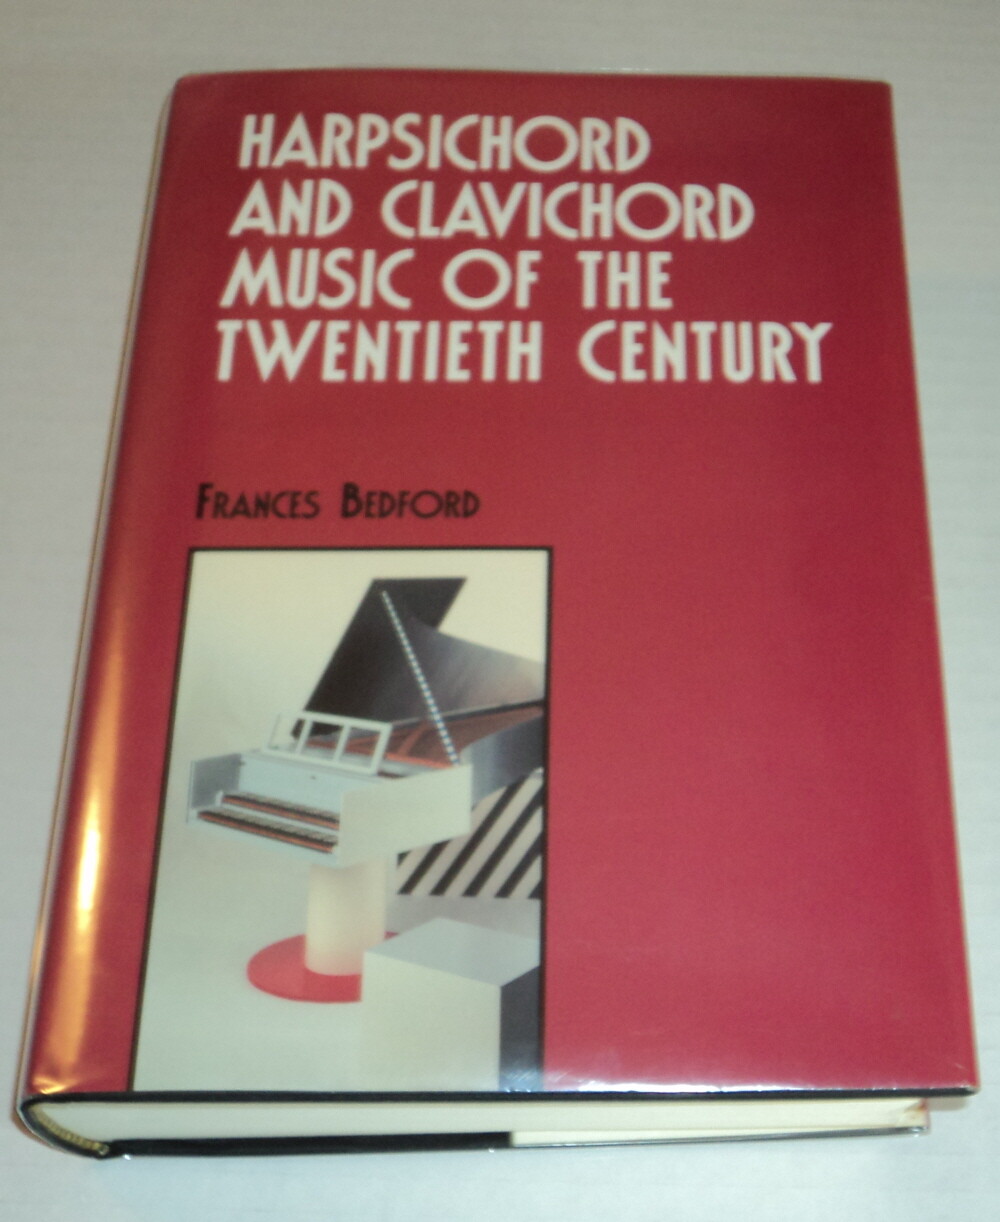 HARPSICHORD
AND CLAVICHORD
MUSIC OF THE
TWENTIETH CENTURY
FRANCES BEDFORD